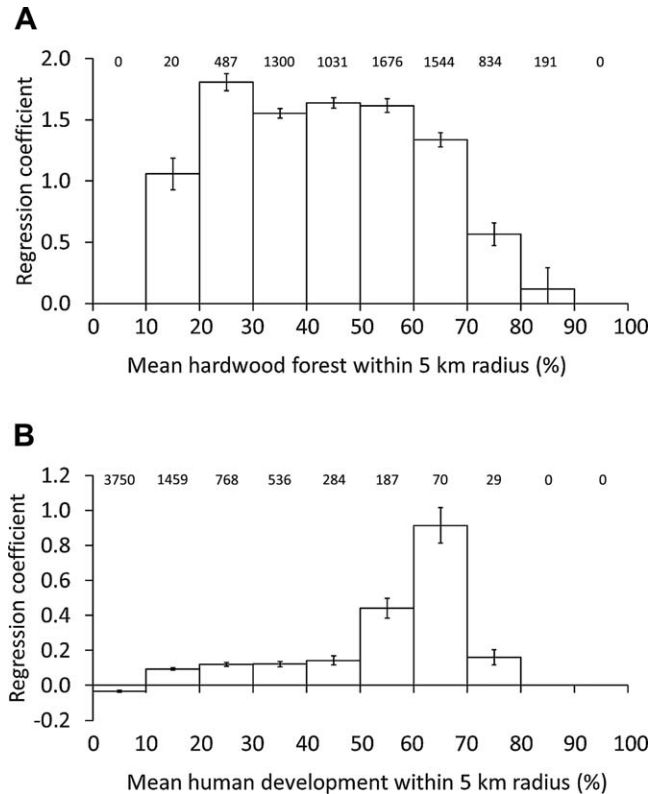 A
0 20 487 1300 1031 1676 1544 834 191 0
2.0
1.5
1.0
0.5
0.0
Regression coefficient
0 10 20 30 40 50 60 70 80 90 100
Mean hardwood forest within 5 km radius (%)
B
3750 1459 768 536 284 187 70 29 0 0
1.2
1.0
0.8
0.6
0.4
0.2
0.0
-0.2
Regression coefficient
0 10 20 30 40 50 60 70 80 90 100
Mean human development within 5 km radius (%)